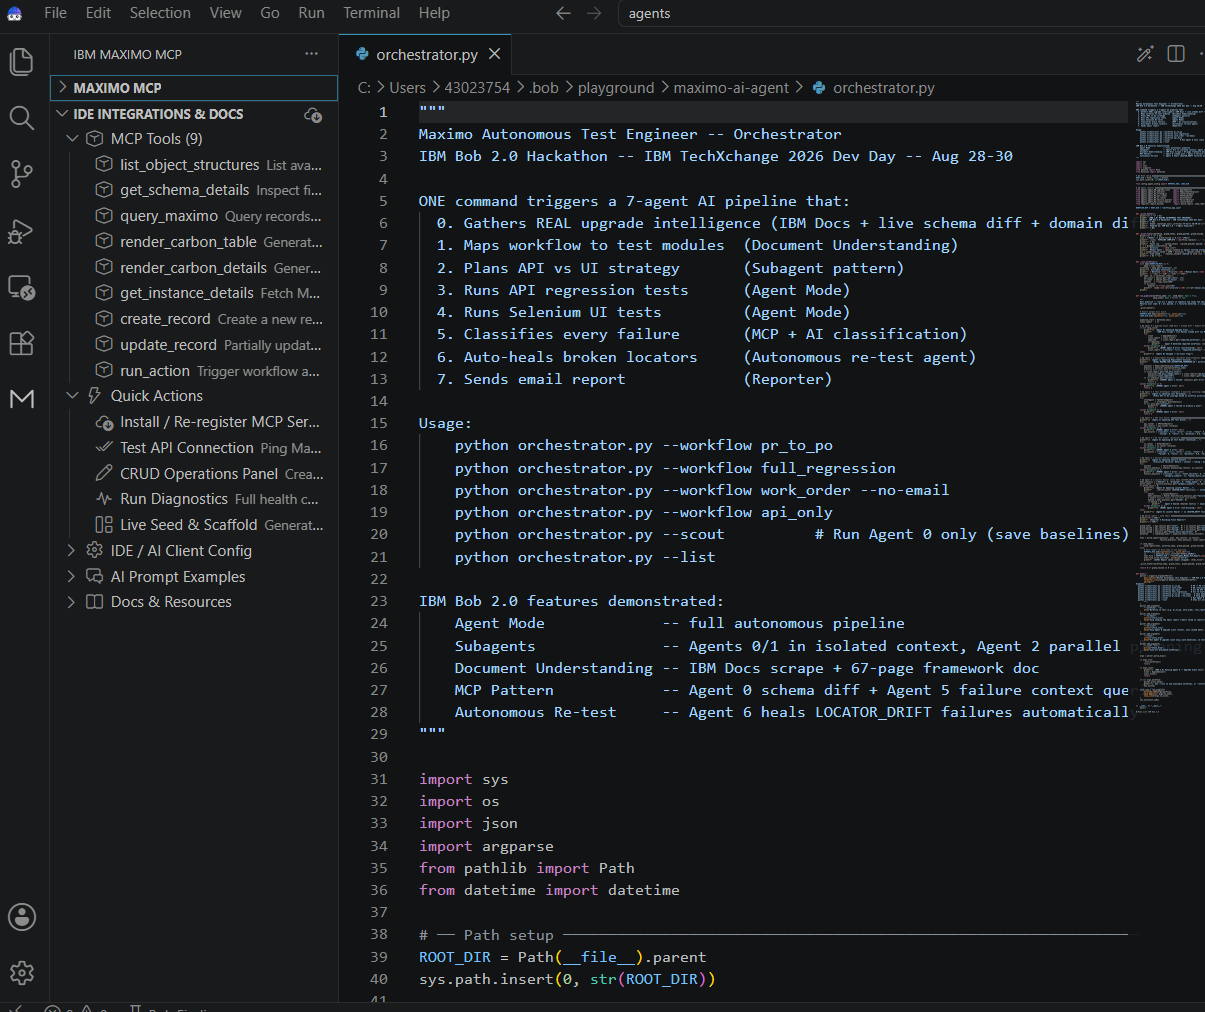 File Edit Selection View Go Run Terminal Help
agents
IBM MAXIMO MCP
MAXIMO MCP
IDE INTEGRATIONS & DOCS
MCP Tools (9)
list_object_structures List ava...
get_schema_details Inspect fi...
query_maximo Query records...
render_carbon_table Generat...
render_carbon_details Gener...
get_instance_details Fetch M...
create_record Create a new re...
update_record Partially updat...
run_action Trigger workflow a...
Quick Actions
Install / Re-register MCP Ser...
Test API Connection Ping Ma...
CRUD Operations Panel Crea...
Run Diagnostics Full health c...
Live Seed & Scaffold Generat...
IDE / AI Client Config
AI Prompt Examples
Docs & Resources
orchestrator.py
C: > Users > 43023754 > .bob > playground > maximo-ai-agent > orchestrator.py
1 """
2 Maximo Autonomous Test Engineer -- Orchestrator
3 IBM Bob 2.0 Hackathon -- IBM TechXchange 2026 Dev Day -- Aug 28-30
4
5 ONE command triggers a 7-agent AI pipeline that:
6 0. Gathers REAL upgrade intelligence (IBM Docs + live schema diff + domain di
7 1. Maps workflow to test modules (Document Understanding)
8 2. Plans API vs UI strategy (Subagent pattern)
9 3. Runs API regression tests (Agent Mode)
10 4. Runs Selenium UI tests (Agent Mode)
11 5. Classifies every failure (MCP + AI classification)
12 6. Auto-heals broken locators (Autonomous re-test agent)
13 7. Sends email report (Reporter)
14
15 Usage:
16 python orchestrator.py --workflow pr_to_po
17 python orchestrator.py --workflow full_regression
18 python orchestrator.py --workflow work_order --no-email
19 python orchestrator.py --workflow api_only
20 python orchestrator.py --scout # Run Agent 0 only (save baselines)
21 python orchestrator.py --list
22
23 IBM Bob 2.0 features demonstrated:
24 Agent Mode -- full autonomous pipeline
25 Subagents -- Agents 0/1 in isolated context, Agent 2 parallel
26 Document Understanding -- IBM Docs scrape + 67-page framework doc
27 MCP Pattern -- Agent 0 schema diff + Agent 5 failure context que
28 Autonomous Re-test -- Agent 6 heals LOCATOR_DRIFT failures automaticall
29 """
30
31 import sys
32 import os
33 import json
34 import argparse
35 from pathlib import Path
36 from datetime import datetime
37
38 # ── Path setup ──────────────────────────────
39 ROOT_DIR = Path(__file__).parent
40 sys.path.insert(0, str(ROOT_DIR))
41